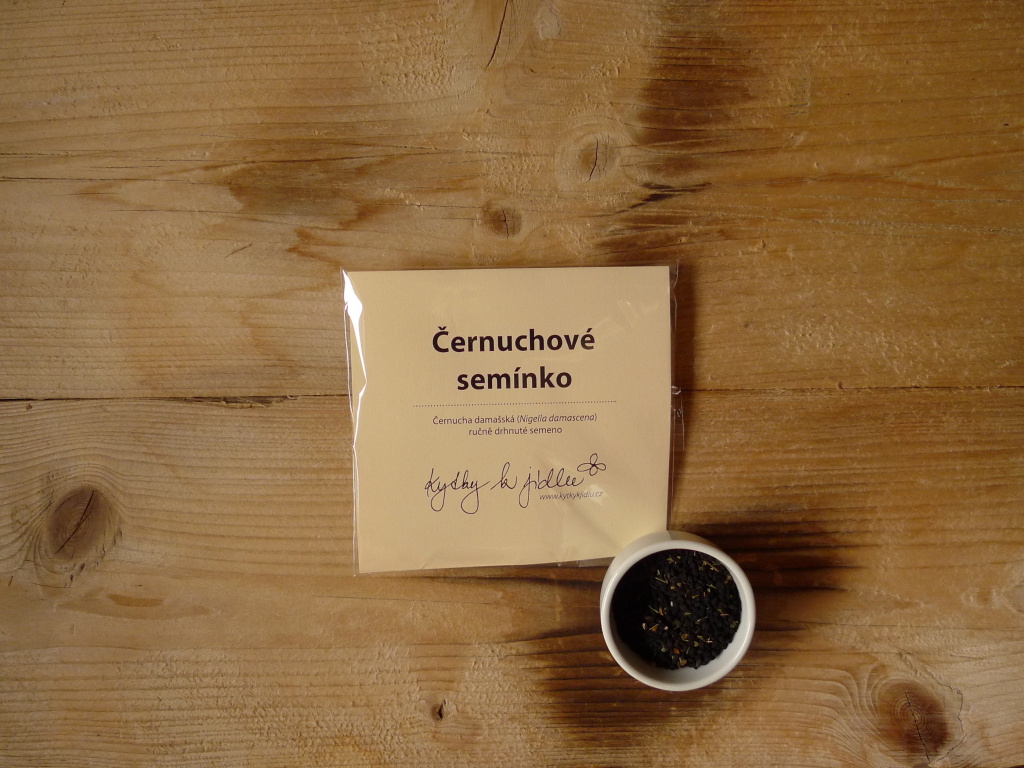 Černuchové
semínko
Černucha damašská (Nigella damascena)
ručně drhnuté semeno
kytky k jídlu
www.kytkykjidlu.cz